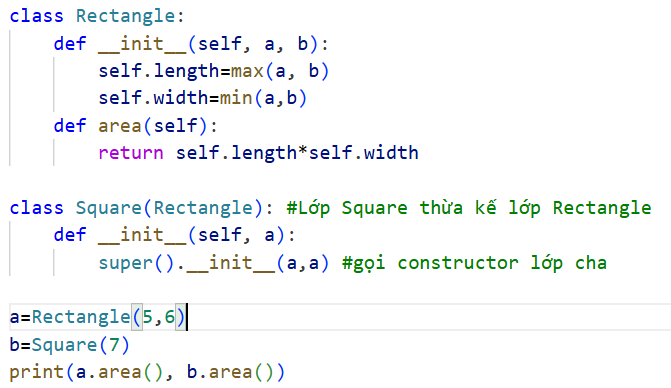 class Rectangle:
    def __init__(self, a, b):
        self.length=max(a, b)
        self.width=min(a,b)
    def area(self):
        return self.length*self.width

class Square(Rectangle): #Lớp Square thừa kế lớp Rectangle
    def __init__(self, a):
        super().__init__(a,a) #gọi constructor lớp cha

a=Rectangle(5,6)
b=Square(7)
print(a.area(), b.area())